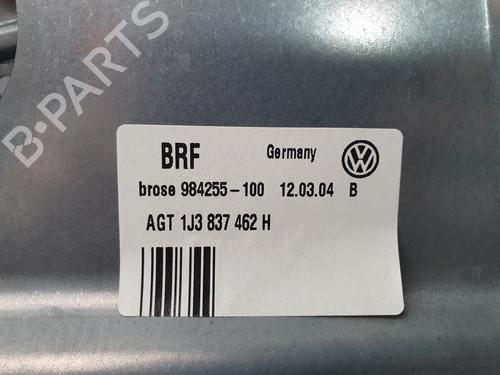 B-PARTS
BRF Germany
brose 984255-100 12.03.04 B
AGT 1J3 837 462 H